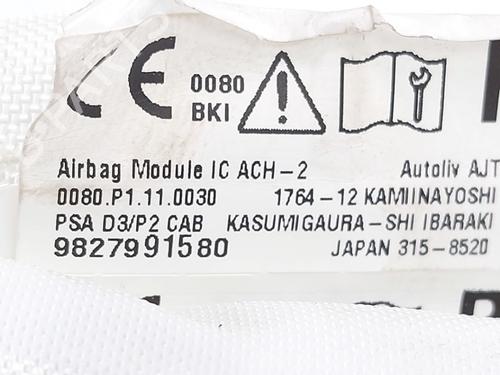 CE 0080
BKI
Airbag Module IC ACH-2 Autoliv AJT
0080.P1.11.0030 1764-12 KAMIINAYOSHI
PSA D3/P2 CAB KASUMIGAURA-SHI IBARAKI
9827991580 JAPAN 315-8520